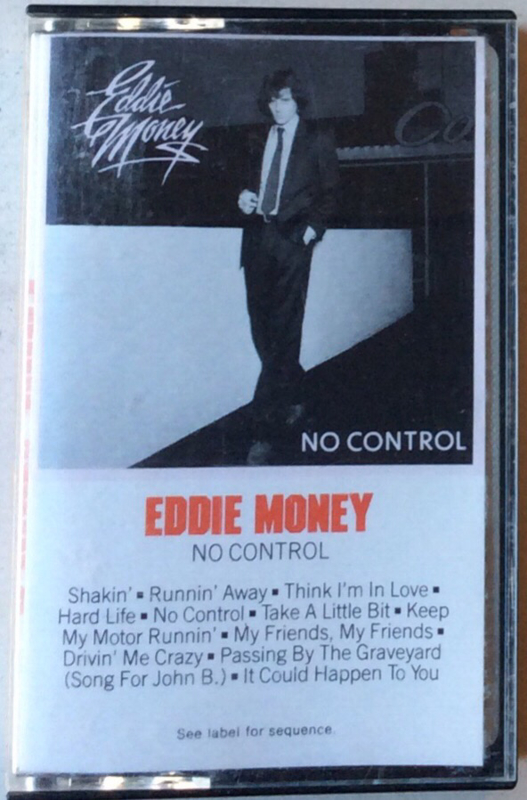 Eddie
Money
Co
NO CONTROL
EDDIE MONEY
NO CONTROL
Shakin' ▪ Runnin' Away ▪ Think I'm In Love ▪
Hard Life ▪ No Control ▪ Take A Little Bit ▪ Keep
My Motor Runnin' ▪ My Friends, My Friends ▪
Drivin' Me Crazy ▪ Passing By The Graveyard
(Song For John B.) ▪ It Could Happen To You
See label for sequence.